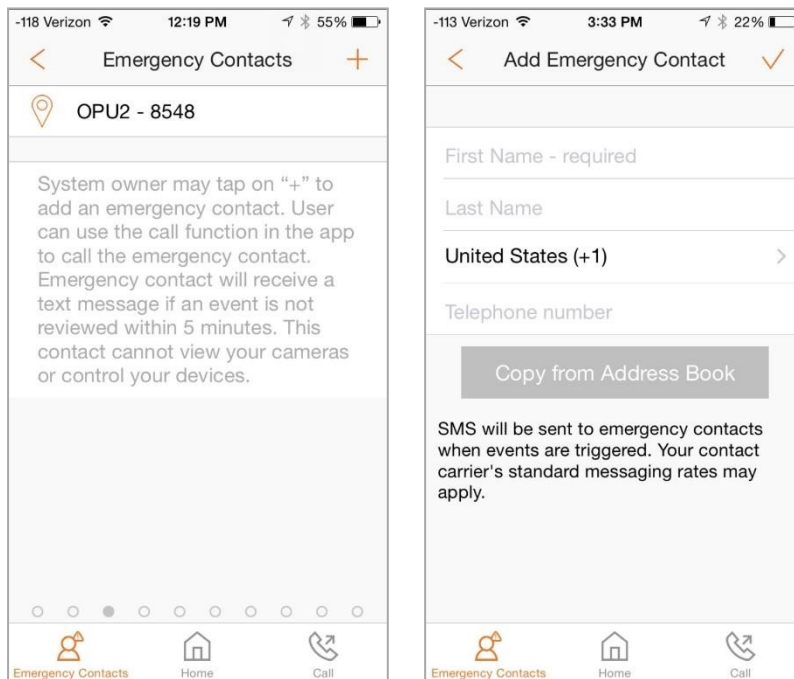 -118 Verizon 12:19 PM 55%
Emergency Contacts +
OPU2 - 8548
System owner may tap on “+” to
add an emergency contact. User
can use the call function in the app
to call the emergency contact.
Emergency contact will receive a
text message if an event is not
reviewed within 5 minutes. This
contact cannot view your cameras
or control your devices.
Emergency Contacts Home Call
-113 Verizon 3:33 PM 22%
Add Emergency Contact
First Name - required
Last Name
United States (+1)
Telephone number
Copy from Address Book
SMS will be sent to emergency contacts
when events are triggered. Your contact
carrier's standard messaging rates may
apply.
Emergency Contacts Home Call